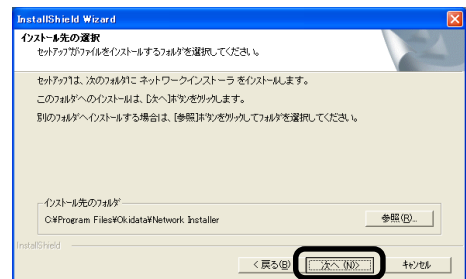 InstallShield Wizard
インストール先の選択
セットアップがファイルをインストールするフォルダを選択してください。
セットアップは、次のフォルダに ネットワークインストーラ をインストールします。
このフォルダへのインストールは、[次へ]ボタンをクリックします。
別のフォルダへインストールする場合は、[参照]ボタンをクリックしてフォルダを選択してください。
インストール先のフォルダ
C:¥Program Files¥Okidata¥Network Installer
参照(R)...
InstallShield
< 戻る(B)
次へ (N)>
キャンセル